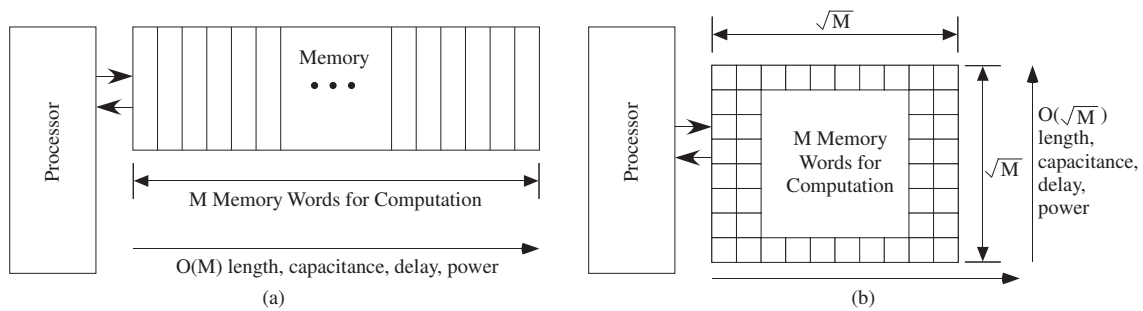 Processor
Memory
• • •
M Memory Words for Computation
O(M) length, capacitance, delay, power
(a)
Processor
√M
M Memory
Words for
Computation
√M
O(√M)
length,
capacitance,
delay,
power
(b)